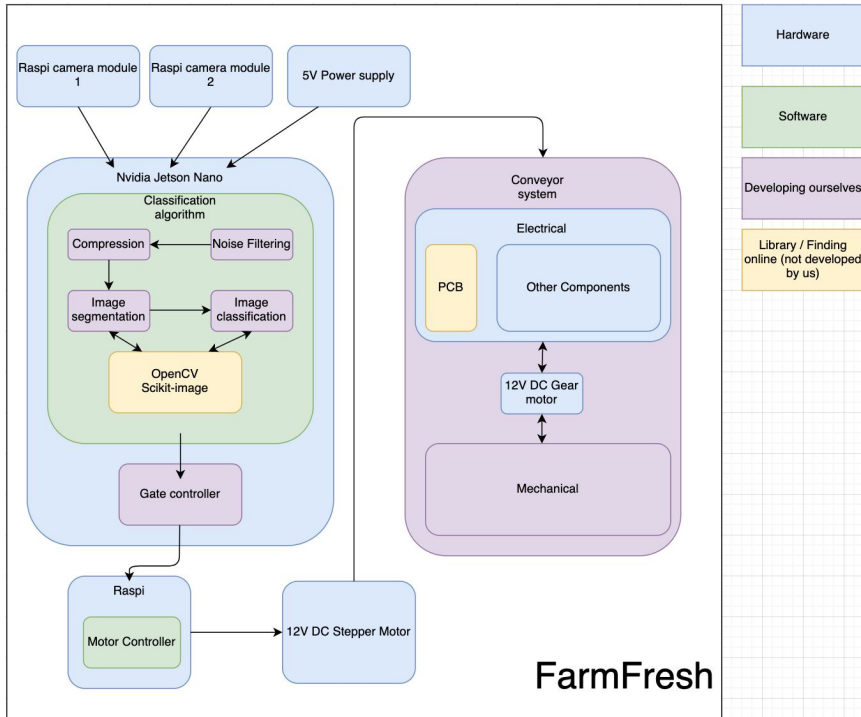 Raspi camera module
1
Raspi camera module
2
5V Power supply
Nvidia Jetson Nano
Classification
algorithm
Compression
Noise Filtering
Image
segmentation
Image
classification
OpenCV
Scikit-image
Gate controller
Raspi
Motor Controller
12V DC Stepper Motor
Conveyor
system
Electrical
PCB
Other Components
12V DC Gear
motor
Mechanical
FarmFresh
Hardware
Software
Developing ourselves
Library / Finding
online (not developed
by us)